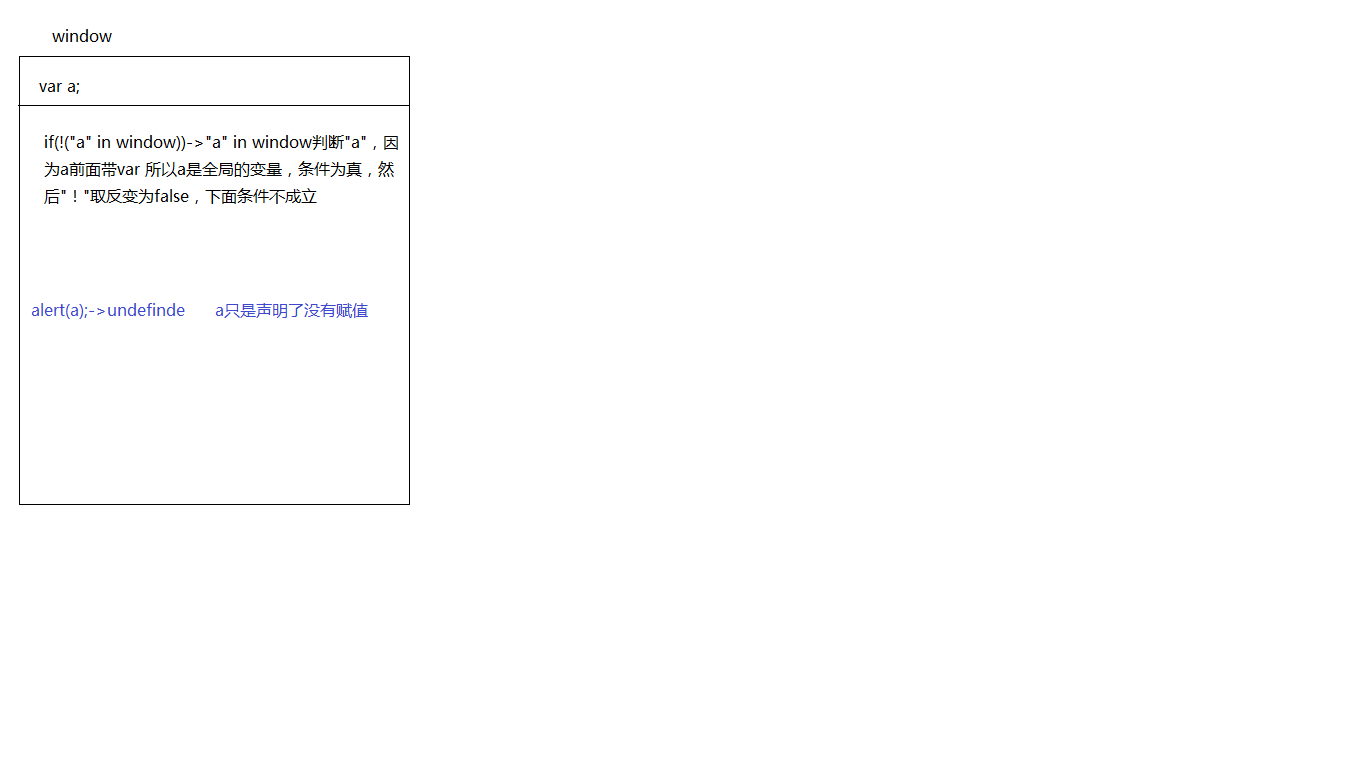 window
var a;
if(!("a" in window))->"a" in window判断"a"，因
为a前面带var 所以a是全局的变量，条件为真，然
后"！"取反变为false，下面条件不成立
alert(a);->undefinde a只是声明了没有赋值